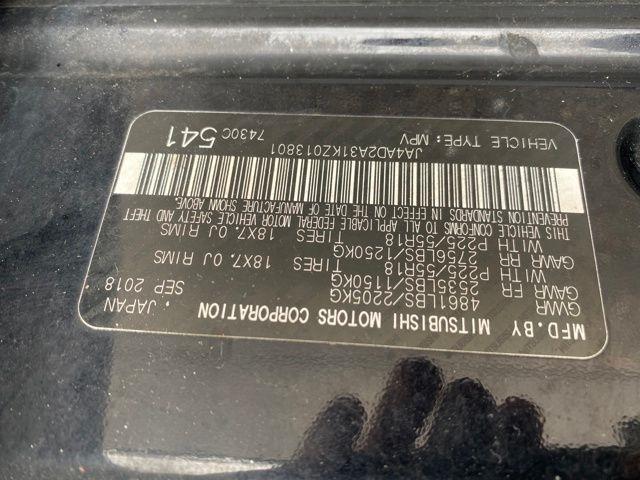 MFD.BY MITSUBISHI MOTORS CORPORATION JAPAN
GVWR
4861LBS/2205KG SEP 2018
GAWR FR
2535LBS/1150KG
WITH P225/55R18 TIRES 18X7.0J RIMS
GAWR RR
2756LBS/1250KG
WITH P225/55R18 TIRES 18X7.0J RIMS
THIS VEHICLE CONFORMS TO ALL APPLICABLE FEDERAL MOTOR VEHICLE SAFETY AND THEFT
PREVENTION STANDARDS IN EFFECT ON THE DATE OF MANUFACTURE SHOWN ABOVE.
JA4AD2A31KZ013801
VEHICLE TYPE: MPV 7430C 541